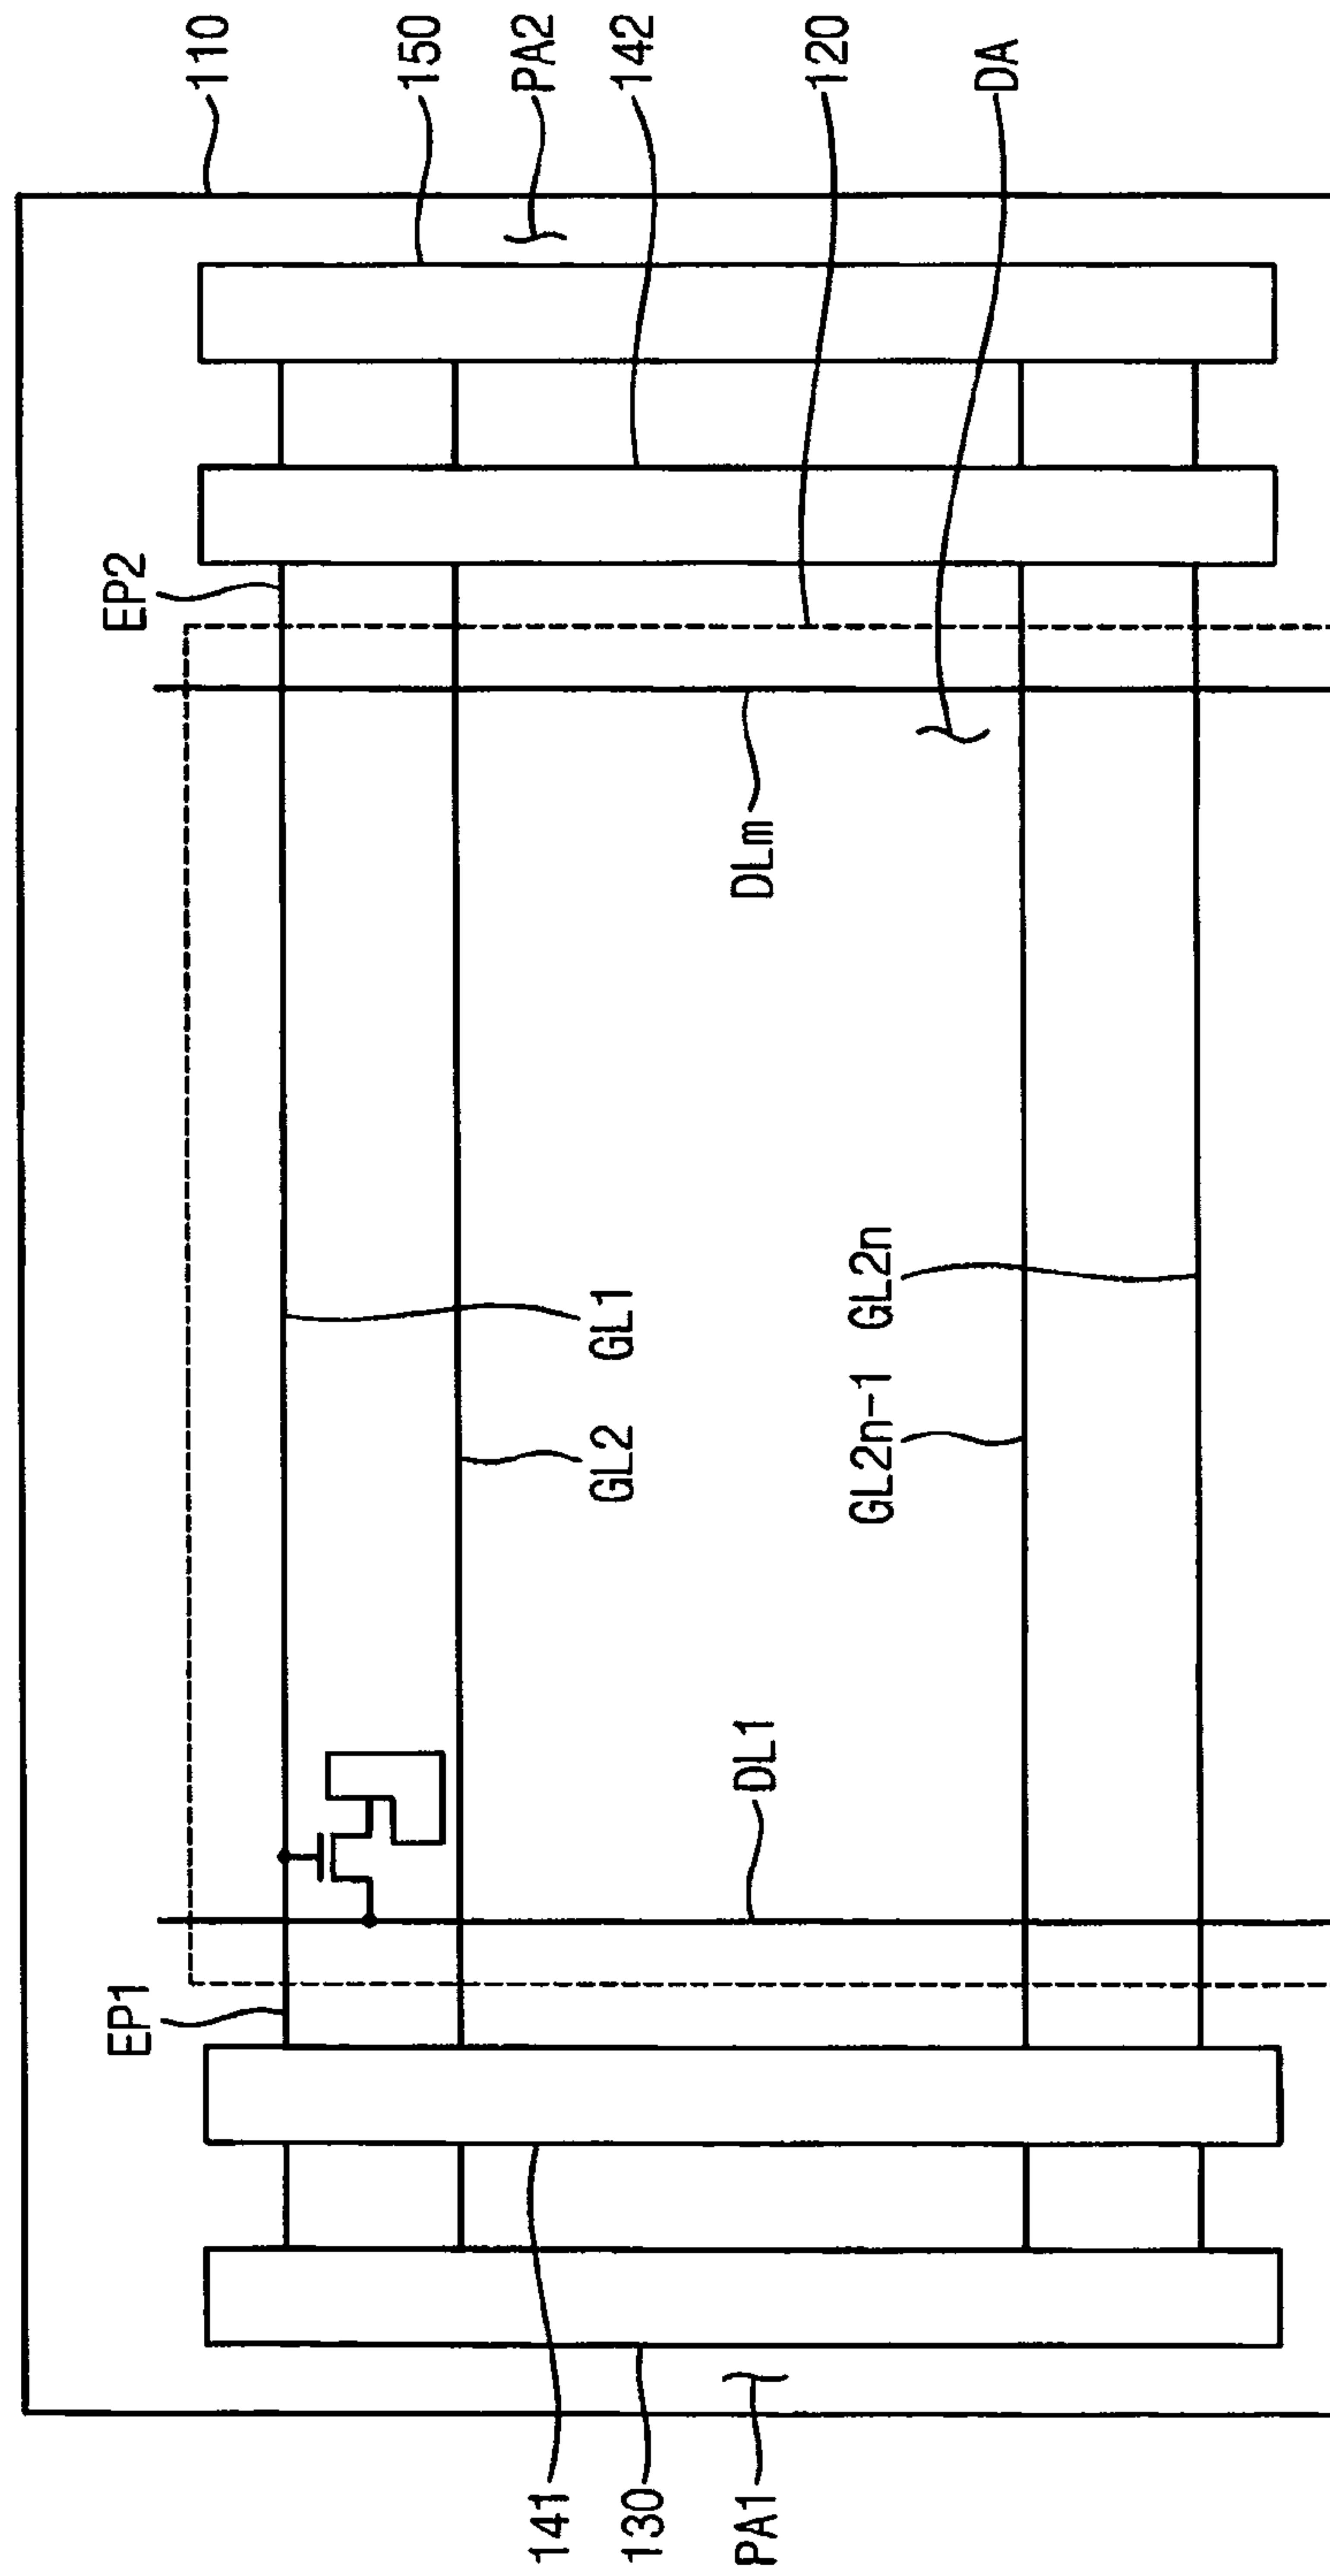 110
150
PA2
142
120
DA
EP2
DLm
GL1
GL2
GL2n
GL2n-1
DL1
EP1
141
130
PA1